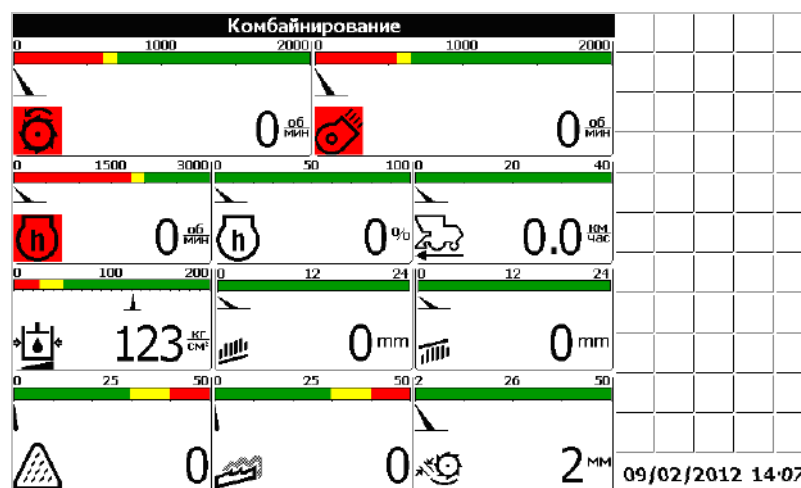 Комбайнирование
0 1000 2000 0 1000 2000
0 об/мин 0 об/мин
0 1500 3000 0 50 100 0 20 40
h 0 об/мин h 0 % 0.0 км/час
0 100 200 0 12 24 0 12 24
123 кг/см² 0 mm 0 mm
0 25 50 0 25 50 2 26 50
0 0 2 мм
09/02/2012 14:07